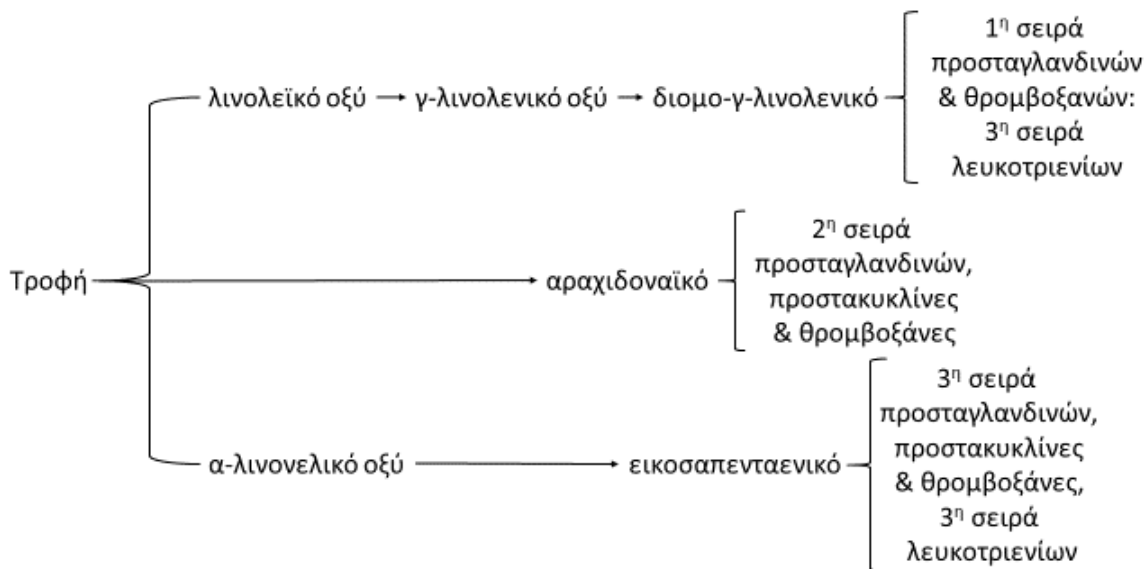 1η σειρά
προσταγλανδινών
& θρομβοξανών:
3η σειρά
λευκοτριενίων
λινολεϊκό οξύ → γ-λινολενικό οξύ → διομο-γ-λινολενικό
2η σειρά
προσταγλανδινών,
προστακυκλίνες
& θρομβοξάνες
Τροφή
αραχιδοναϊκό
3η σειρά
προσταγλανδινών,
προστακυκλίνες
& θρομβοξάνες,
3η σειρά
λευκοτριενίων
α-λινονελικό οξύ → εικοσαπενταενικό